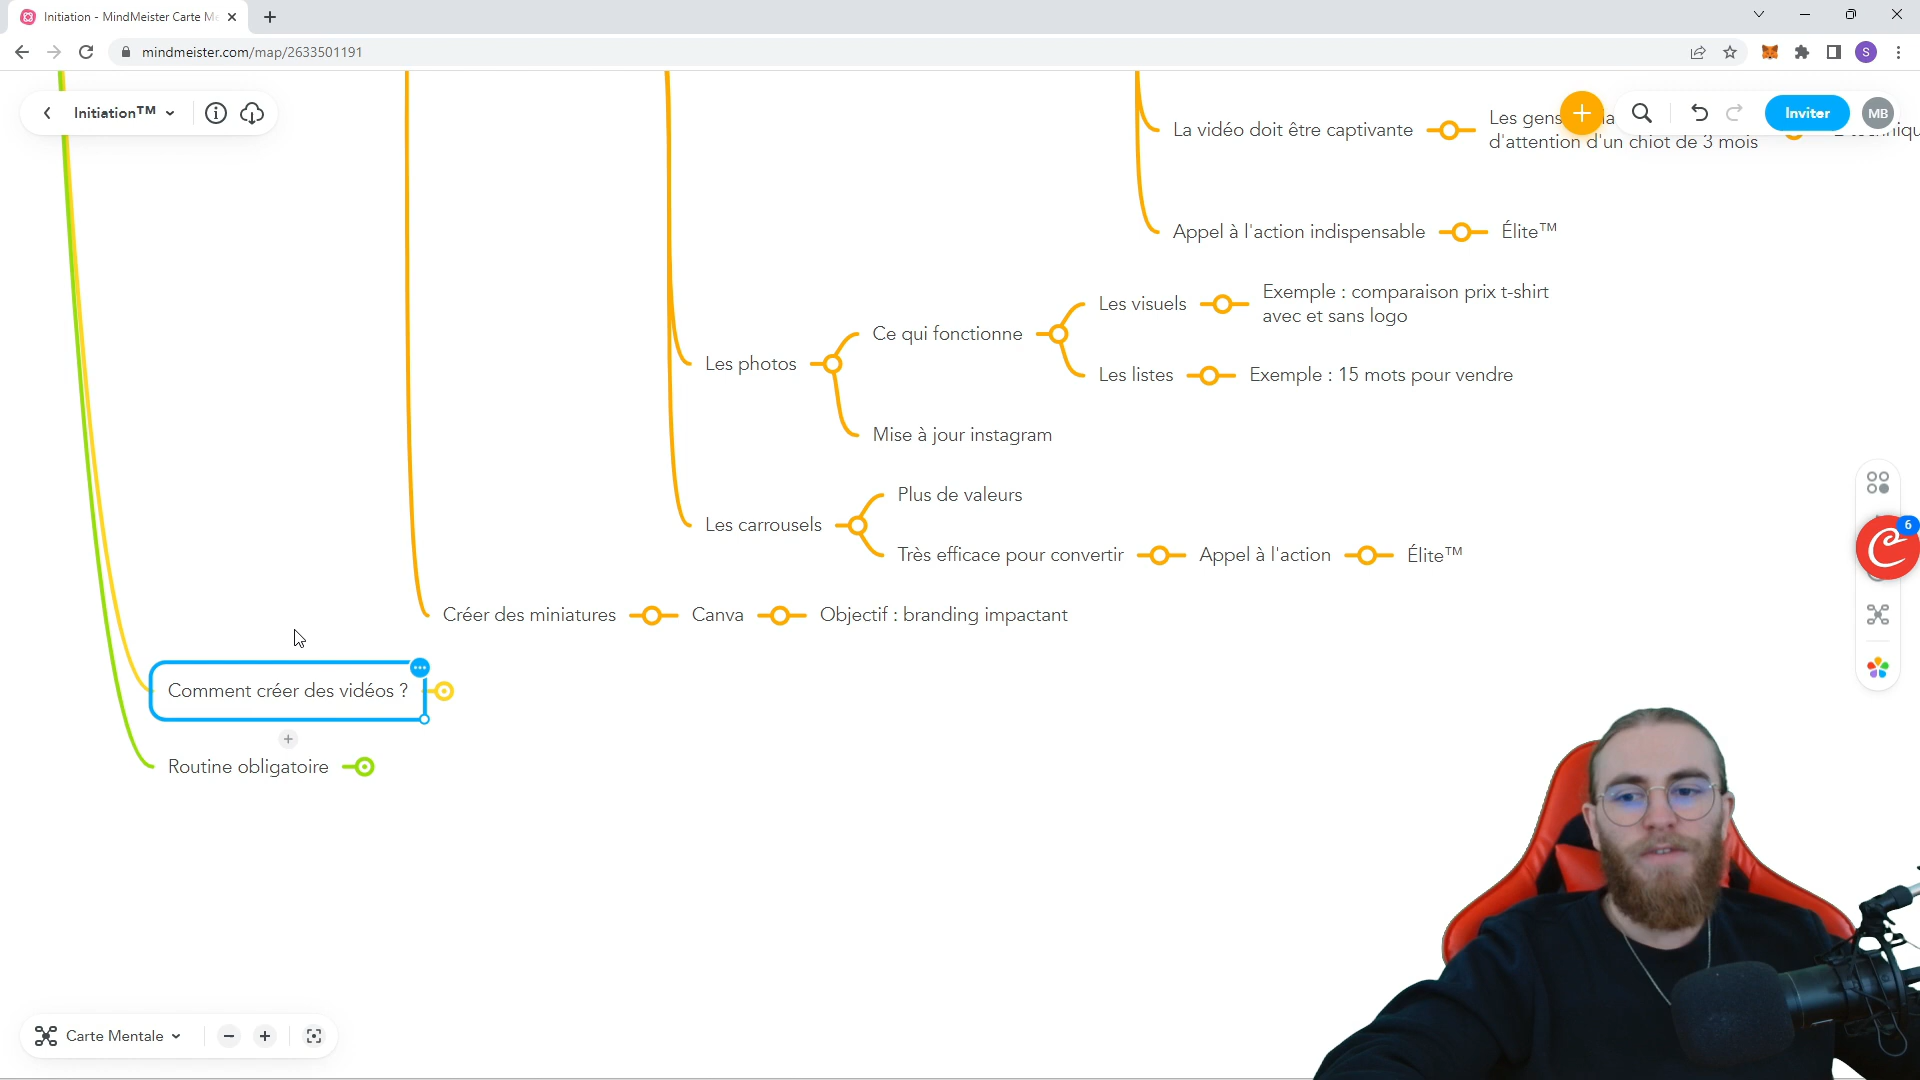 Initiation - MindMeister Carte Me
mindmeister.com/map/2633501191
S
Initiation™
Inviter
MB
La vidéo doit être captivante
Les gens
d'attention d'un chiot de 3 mois
Appel à l'action indispensable
Élite™
Les photos
Ce qui fonctionne
Les visuels
Exemple : comparaison prix t-shirt
avec et sans logo
Les listes
Exemple : 15 mots pour vendre
Mise à jour instagram
Les carrousels
Plus de valeurs
Très efficace pour convertir
Appel à l'action
Élite™
6
Créer des miniatures
Canva
Objectif : branding impactant
Comment créer des vidéos ?
Routine obligatoire
Carte Mentale